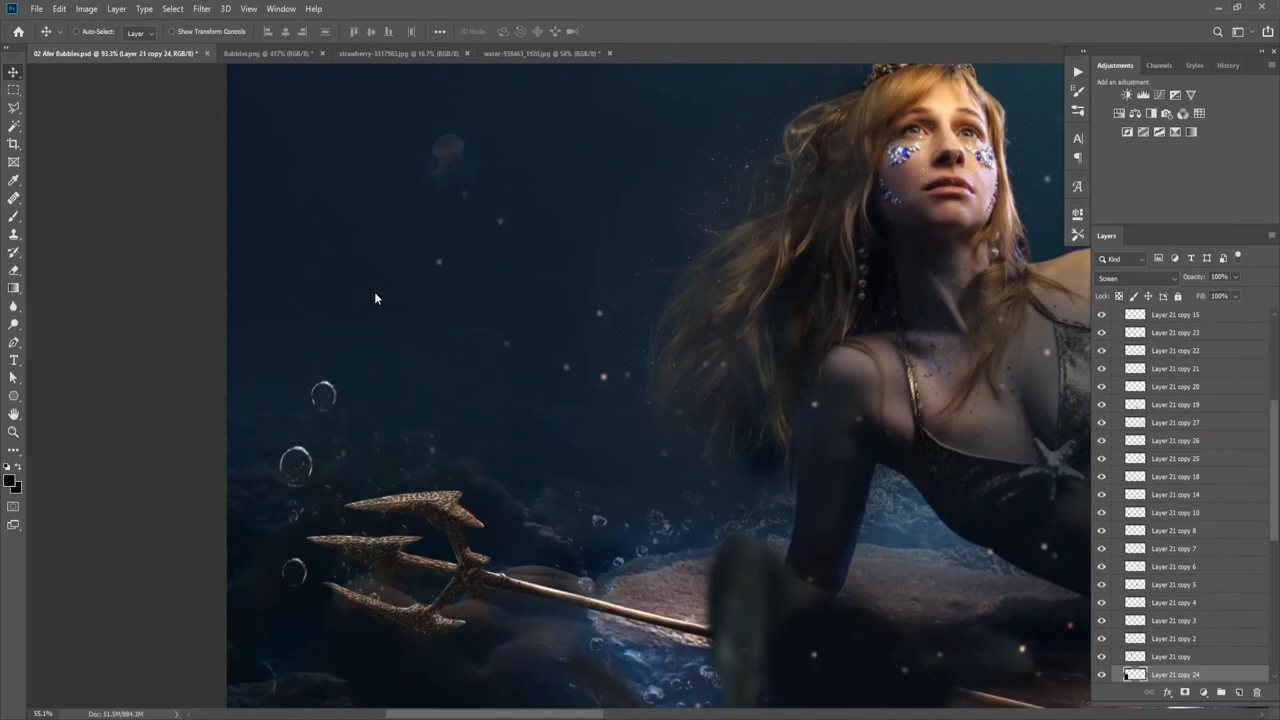 Ps File Edit Image Layer Type Select Filter 3D View Window Help
Auto-Select: Layer Show Transform Controls 3D Mode:
02 Afer Bubbles.psd @ 93.3% (Layer 21 copy 24, RGB/8) * × Bubbles.png @ 417% (RGB/8) * × strawberry-3317983.jpg @ 16.7% (RGB/8) × water-938463_1920.jpg @ 58% (RGB/8*) * ×
Adjustments Channels Styles History
Add an adjustment
Layers
Kind
Screen Opacity: 100%
Lock: Fill: 100%
Layer 21 copy 15
Layer 21 copy 23
Layer 21 copy 22
Layer 21 copy 21
Layer 21 copy 20
Layer 21 copy 19
Layer 21 copy 27
Layer 21 copy 26
Layer 21 copy 25
Layer 21 copy 18
Layer 21 copy 14
Layer 21 copy 10
Layer 21 copy 8
Layer 21 copy 7
Layer 21 copy 6
Layer 21 copy 5
Layer 21 copy 4
Layer 21 copy 3
Layer 21 copy 2
Layer 21 copy
Layer 21 copy 24
55.1% Doc: 51.5M/884.3M